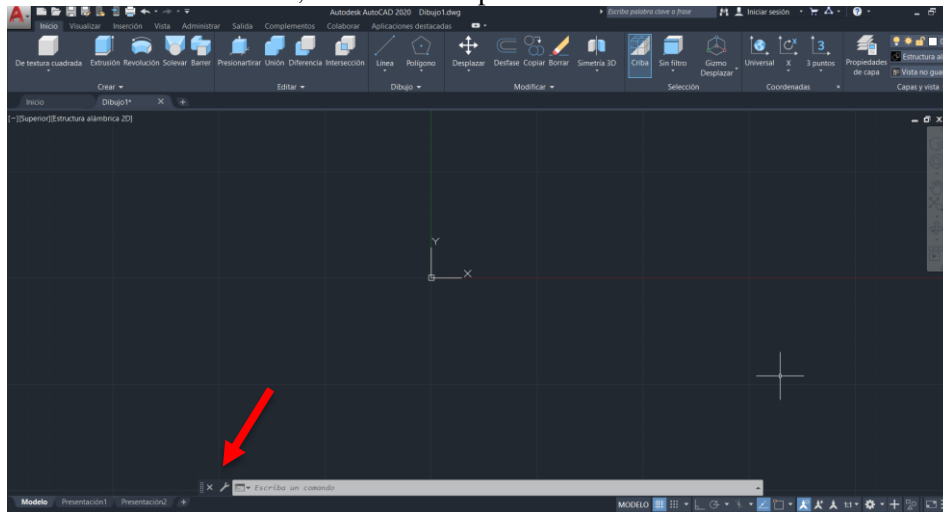 Autodesk AutoCAD 2020 Dibujo1.dwg
Escriba palabra clave o frase
Iniciar sesión
Inicio Visualizar Inserción Vista Administrar Salida Complementos Colaborar Aplicaciones destacadas
De textura cuadrada Extrusión Revolución Solevar Barrer Presionartirar Unión Diferencia Intersección Línea Polígono Desplazar Desfase Copiar Borrar Simetría 3D Criba Sin filtro Gizmo Desplazar Universal X 3 puntos Propiedades de capa
Estructura al
Vista no gua
Crear Editar Dibujo Modificar Selección Coordenadas Capas y vista
Inicio Dibujo1*
[−][Superior][Estructura alámbrica 2D]
Y
X
Escriba un comando
Modelo Presentación1 Presentación2 +
MODELO 1:1